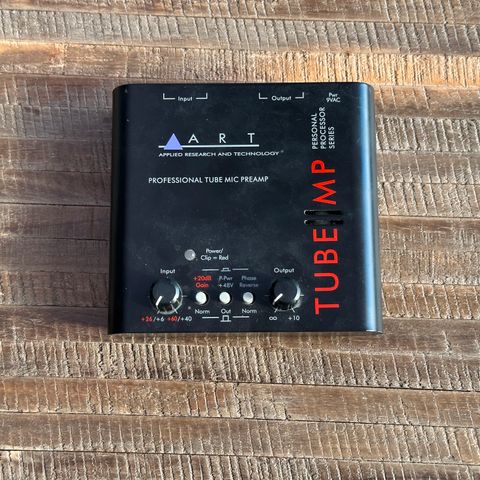 Input
Output
Pwr
9VAC
ART
APPLIED RESEARCH AND TECHNOLOGY®
PROFESSIONAL TUBE MIC PREAMP
TUBE MP
PERSONAL
PROCESSOR
SERIES
Power/
Clip = Red
Input
+20dB
Gain
P-Pwr
+48V
Phase
Reverse
Output
+26/+6
+60/+40
Norm
Out
Norm
∞
+10